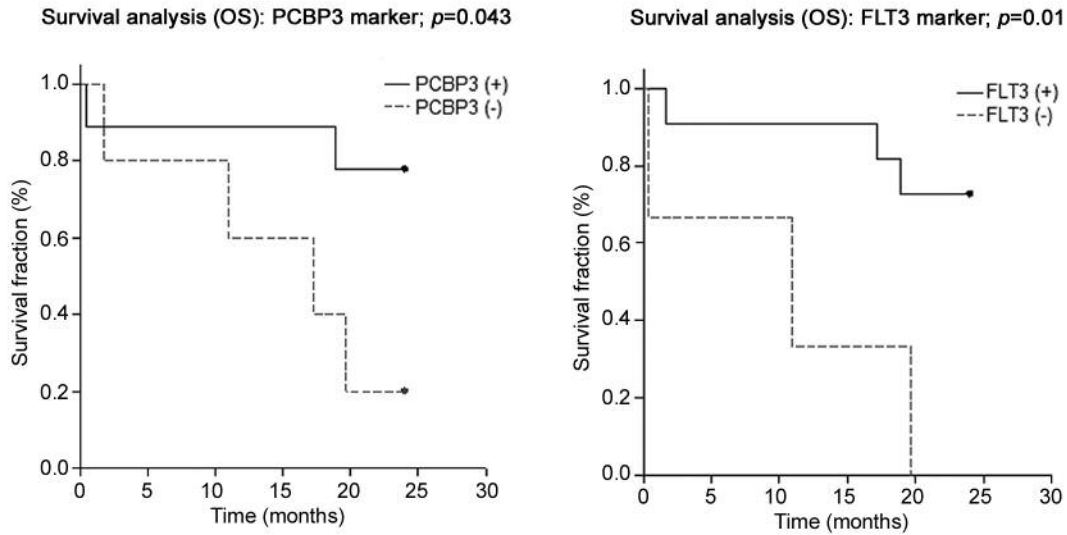 Survival analysis (OS): PCBP3 marker; p=0.043
PCBP3 (+)
PCBP3 (-)
Survival fraction (%)
1.0
0.8
0.6
0.4
0.2
0.0
0 5 10 15 20 25 30
Time (months)
Survival analysis (OS): FLT3 marker; p=0.01
FLT3 (+)
FLT3 (-)
Survival fraction (%)
1.0
0.8
0.6
0.4
0.2
0.0
0 5 10 15 20 25 30
Time (months)